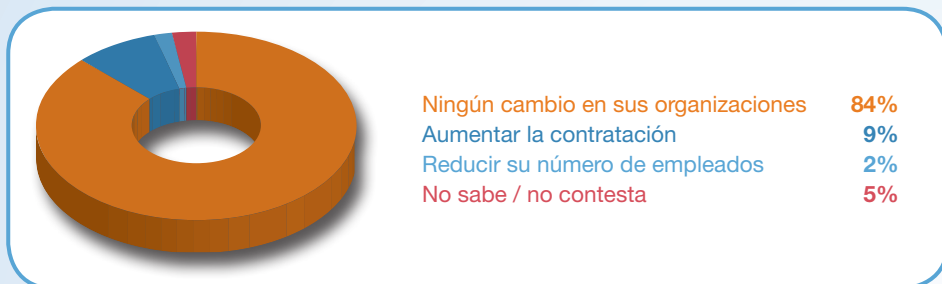 Ningún cambio en sus organizaciones 84%
Aumentar la contratación 9%
Reducir su número de empleados 2%
No sabe / no contesta 5%